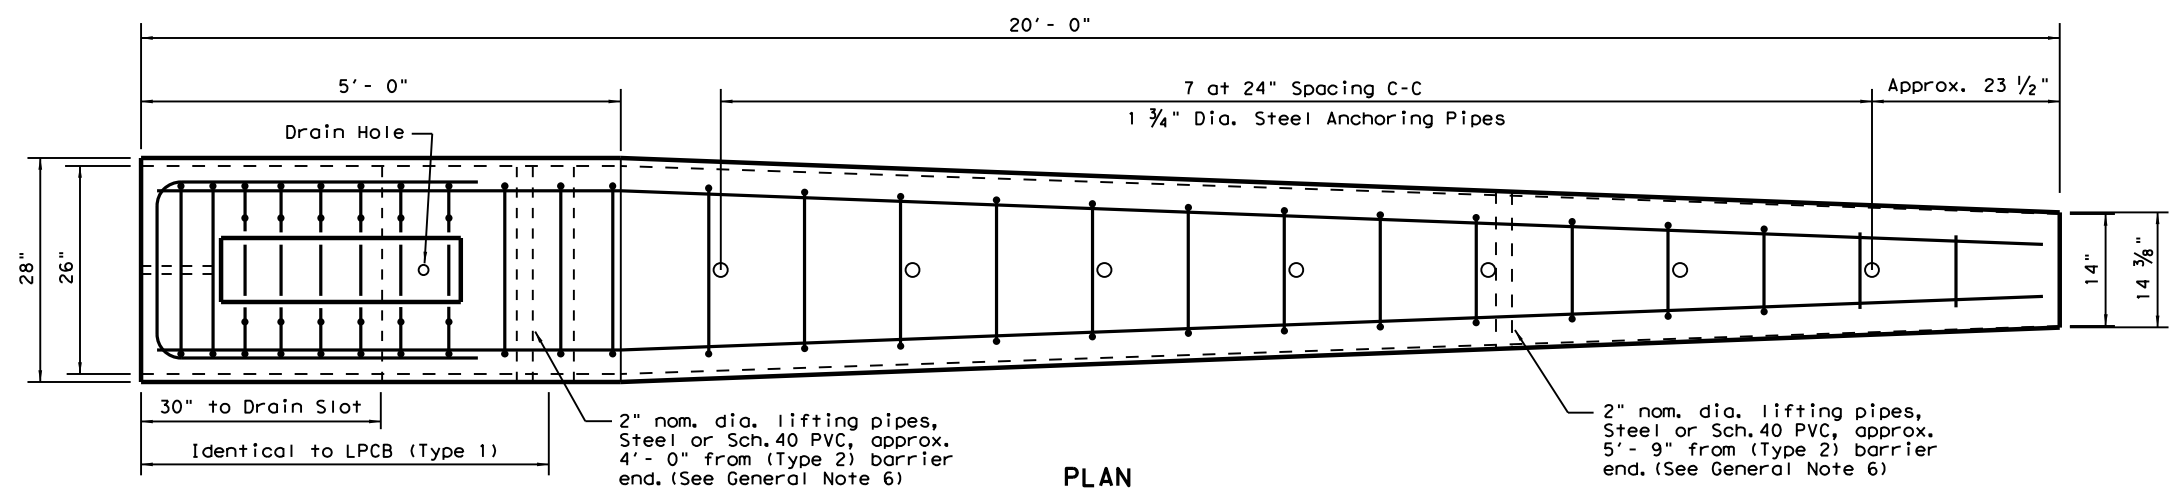 20'- 0"
5'- 0"
7 at 24" Spacing C-C
Approx. 23 ½"
1 ¾" Dia. Steel Anchoring Pipes
Drain Hole
28"
26"
14"
14 ⅜"
30" to Drain Slot
Identical to LPCB (Type 1)
2" nom. dia. lifting pipes,
Steel or Sch.40 PVC, approx.
4'- 0" from (Type 2) barrier
end.(See General Note 6)
PLAN
2" nom. dia. lifting pipes,
Steel or Sch.40 PVC, approx.
5'- 9" from (Type 2) barrier
end.(See General Note 6)